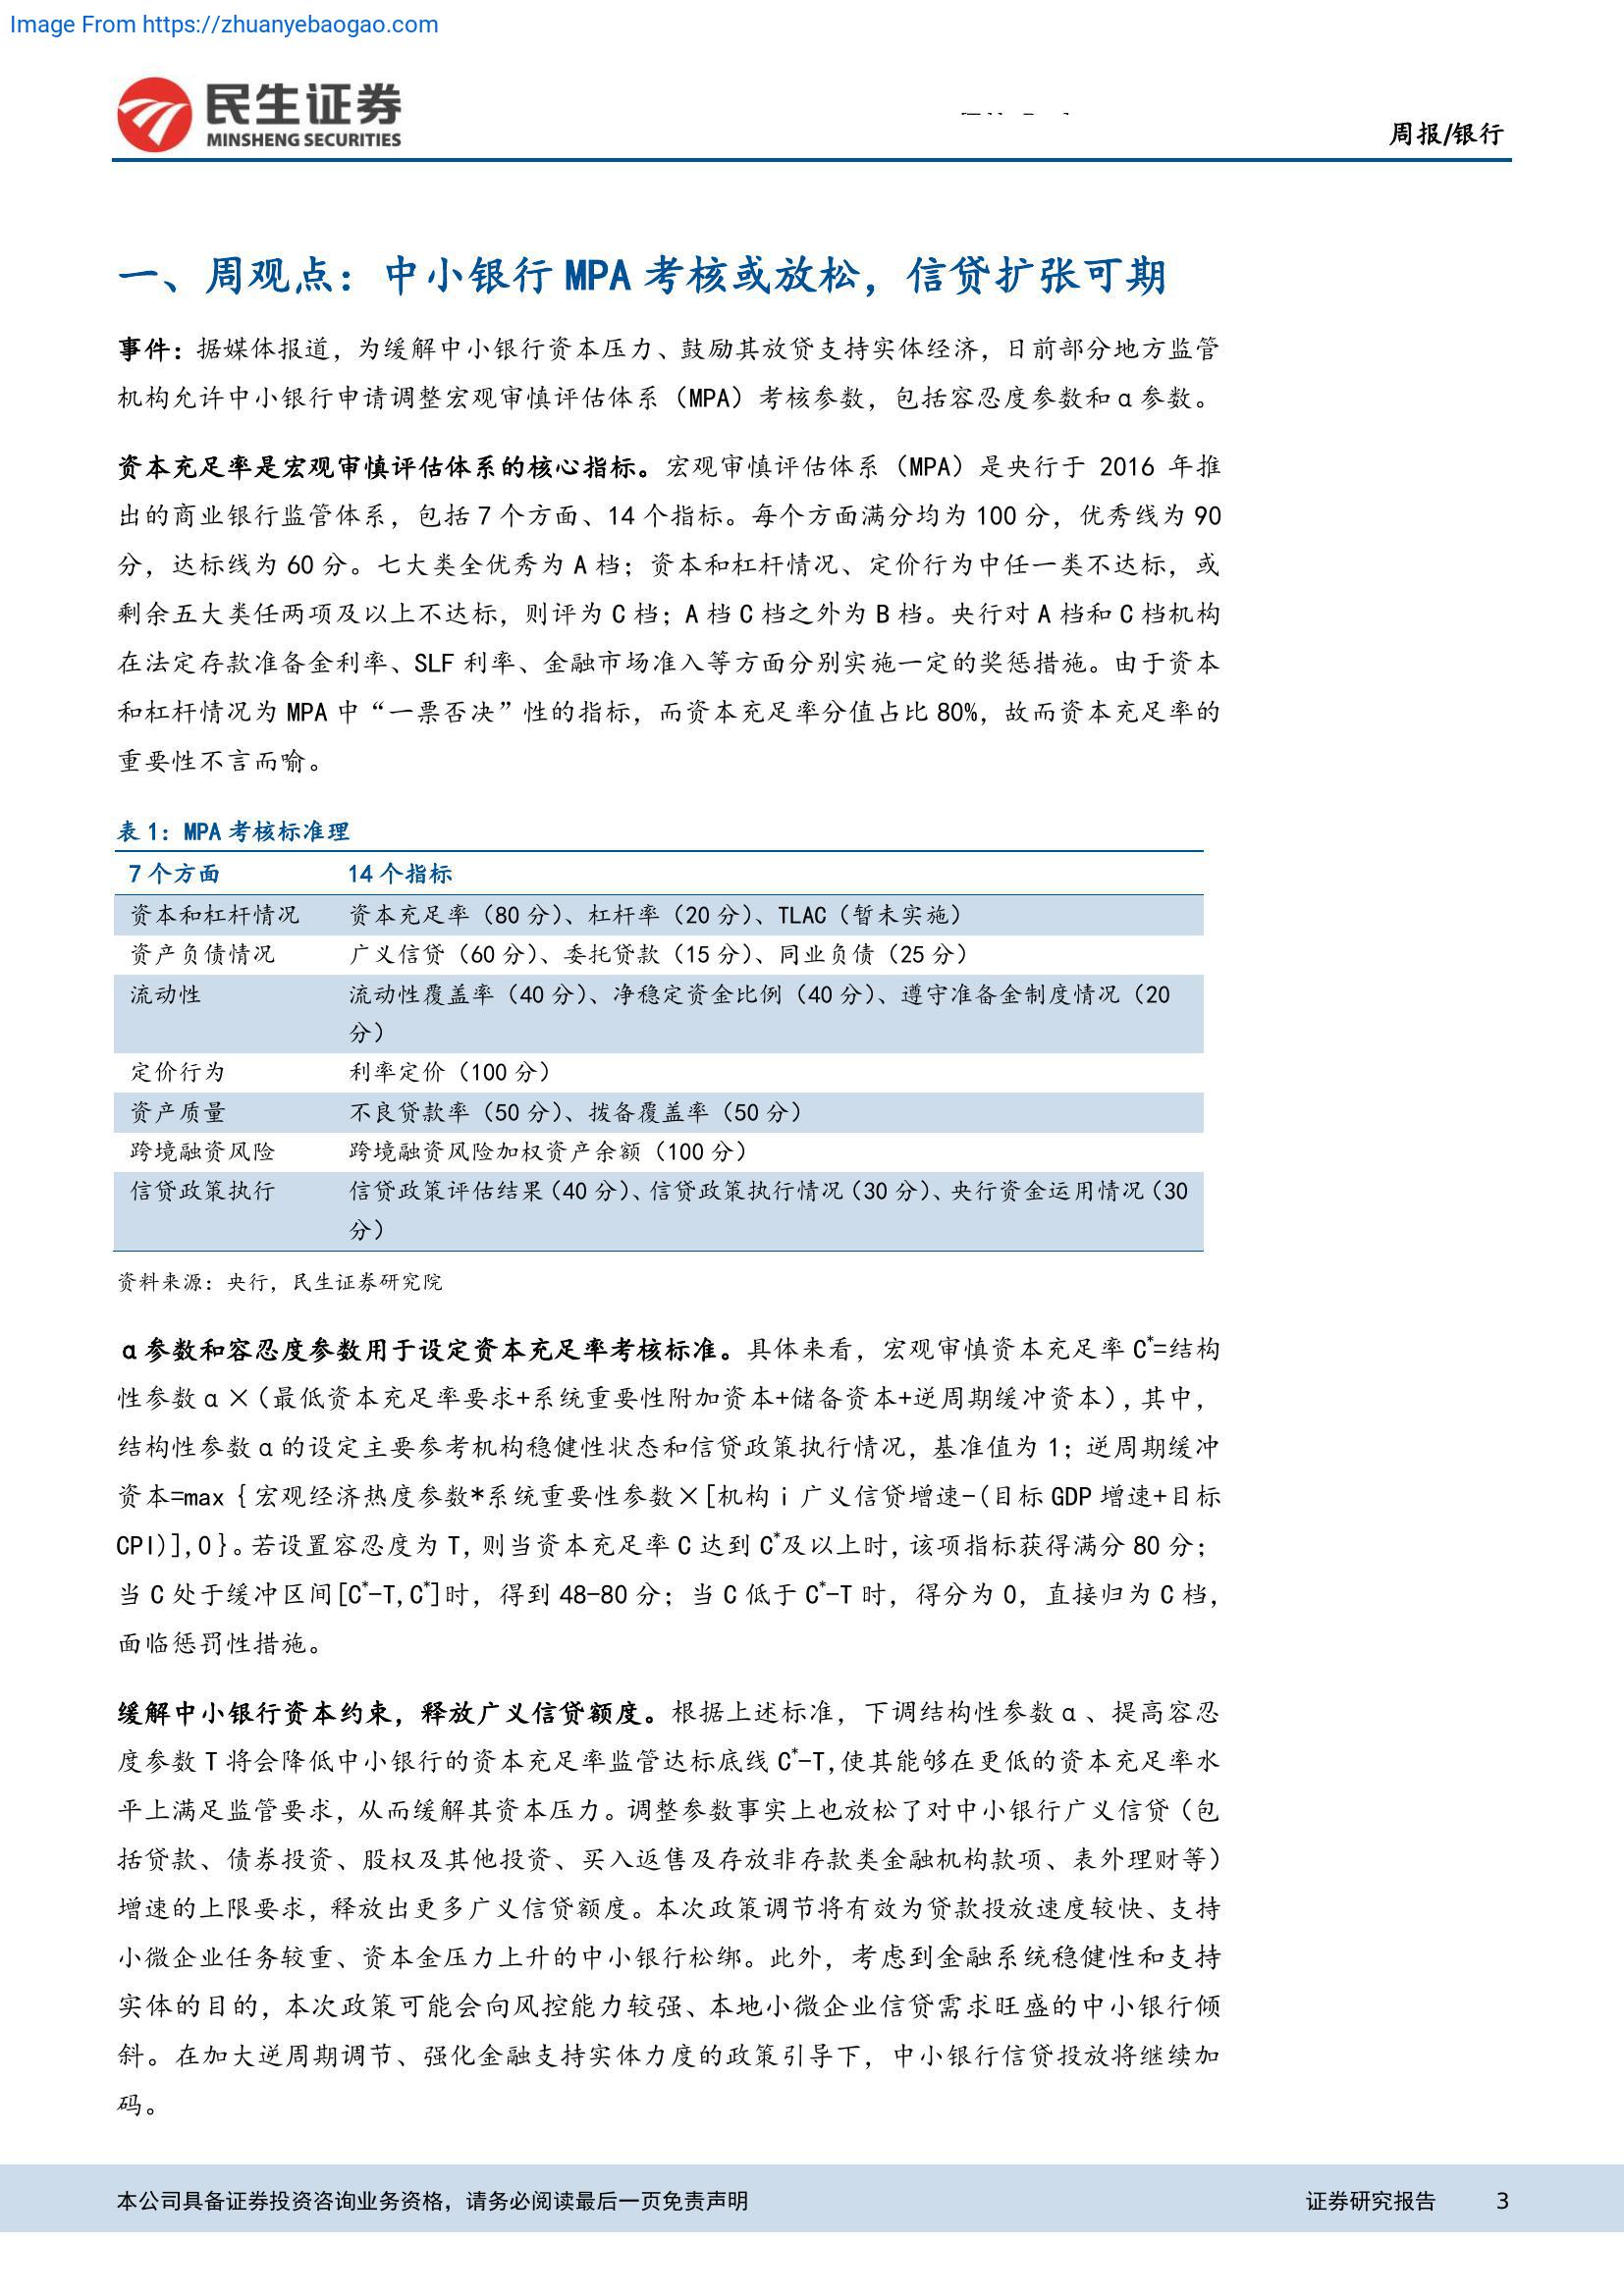 Image From https://zhuanyebaogao.com
民生证券
MINSHENG SECURITIES
周报/银行
一、周观点：中小银行 MPA 考核或放松，信贷扩张可期
事件：据媒体报道，为缓解中小银行资本压力、鼓励其放贷支持实体经济，日前部分地方监管
机构允许中小银行申请调整宏观审慎评估体系（MPA）考核参数，包括容忍度参数和α参数。
资本充足率是宏观审慎评估体系的核心指标。宏观审慎评估体系（MPA）是央行于 2016 年推
出的商业银行监管体系，包括 7 个方面、14 个指标。每个方面满分均为 100 分，优秀线为 90
分，达标线为 60 分。七大类全优秀为 A 档；资本和杠杆情况、定价行为中任一类不达标，或
剩余五大类任两项及以上不达标，则评为 C 档；A 档 C 档之外为 B 档。央行对 A 档和 C 档机构
在法定存款准备金利率、SLF 利率、金融市场准入等方面分别实施一定的奖惩措施。由于资本
和杠杆情况为 MPA 中“一票否决”性的指标，而资本充足率分值占比 80%，故而资本充足率的
重要性不言而喻。
表 1：MPA 考核标准理
7 个方面 14 个指标
资本和杠杆情况 资本充足率（80 分）、杠杆率（20 分）、TLAC（暂未实施）
资产负债情况 广义信贷（60 分）、委托贷款（15 分）、同业负债（25 分）
流动性 流动性覆盖率（40 分）、净稳定资金比例（40 分）、遵守准备金制度情况（20
分）
定价行为 利率定价（100 分）
资产质量 不良贷款率（50 分）、拨备覆盖率（50 分）
跨境融资风险 跨境融资风险加权资产余额（100 分）
信贷政策执行 信贷政策评估结果（40 分）、信贷政策执行情况（30 分）、央行资金运用情况（30
分）
资料来源：央行，民生证券研究院
α参数和容忍度参数用于设定资本充足率考核标准。具体来看，宏观审慎资本充足率 C*=结构
性参数α×（最低资本充足率要求+系统重要性附加资本+储备资本+逆周期缓冲资本），其中，
结构性参数α的设定主要参考机构稳健性状态和信贷政策执行情况，基准值为 1；逆周期缓冲
资本=max｛宏观经济热度参数*系统重要性参数×[机构 i 广义信贷增速-(目标 GDP 增速+目标
CPI)],0｝。若设置容忍度为 T，则当资本充足率 C 达到 C*及以上时，该项指标获得满分 80 分；
当 C 处于缓冲区间[C*-T,C*]时，得到 48-80 分；当 C 低于 C*-T 时，得分为 0，直接归为 C 档，
面临惩罚性措施。
缓解中小银行资本约束，释放广义信贷额度。根据上述标准，下调结构性参数α、提高容忍
度参数 T 将会降低中小银行的资本充足率监管达标底线 C*-T,使其能够在更低的资本充足率水
平上满足监管要求，从而缓解其资本压力。调整参数事实上也放松了对中小银行广义信贷（包
括贷款、债券投资、股权及其他投资、买入返售及存放非存款类金融机构款项、表外理财等）
增速的上限要求，释放出更多广义信贷额度。本次政策调节将有效为贷款投放速度较快、支持
小微企业任务较重、资本金压力上升的中小银行松绑。此外，考虑到金融系统稳健性和支持
实体的目的，本次政策可能会向风控能力较强、本地小微企业信贷需求旺盛的中小银行倾
斜。在加大逆周期调节、强化金融支持实体力度的政策引导下，中小银行信贷投放将继续加
码。
本公司具备证券投资咨询业务资格，请务必阅读最后一页免责声明 证券研究报告 3